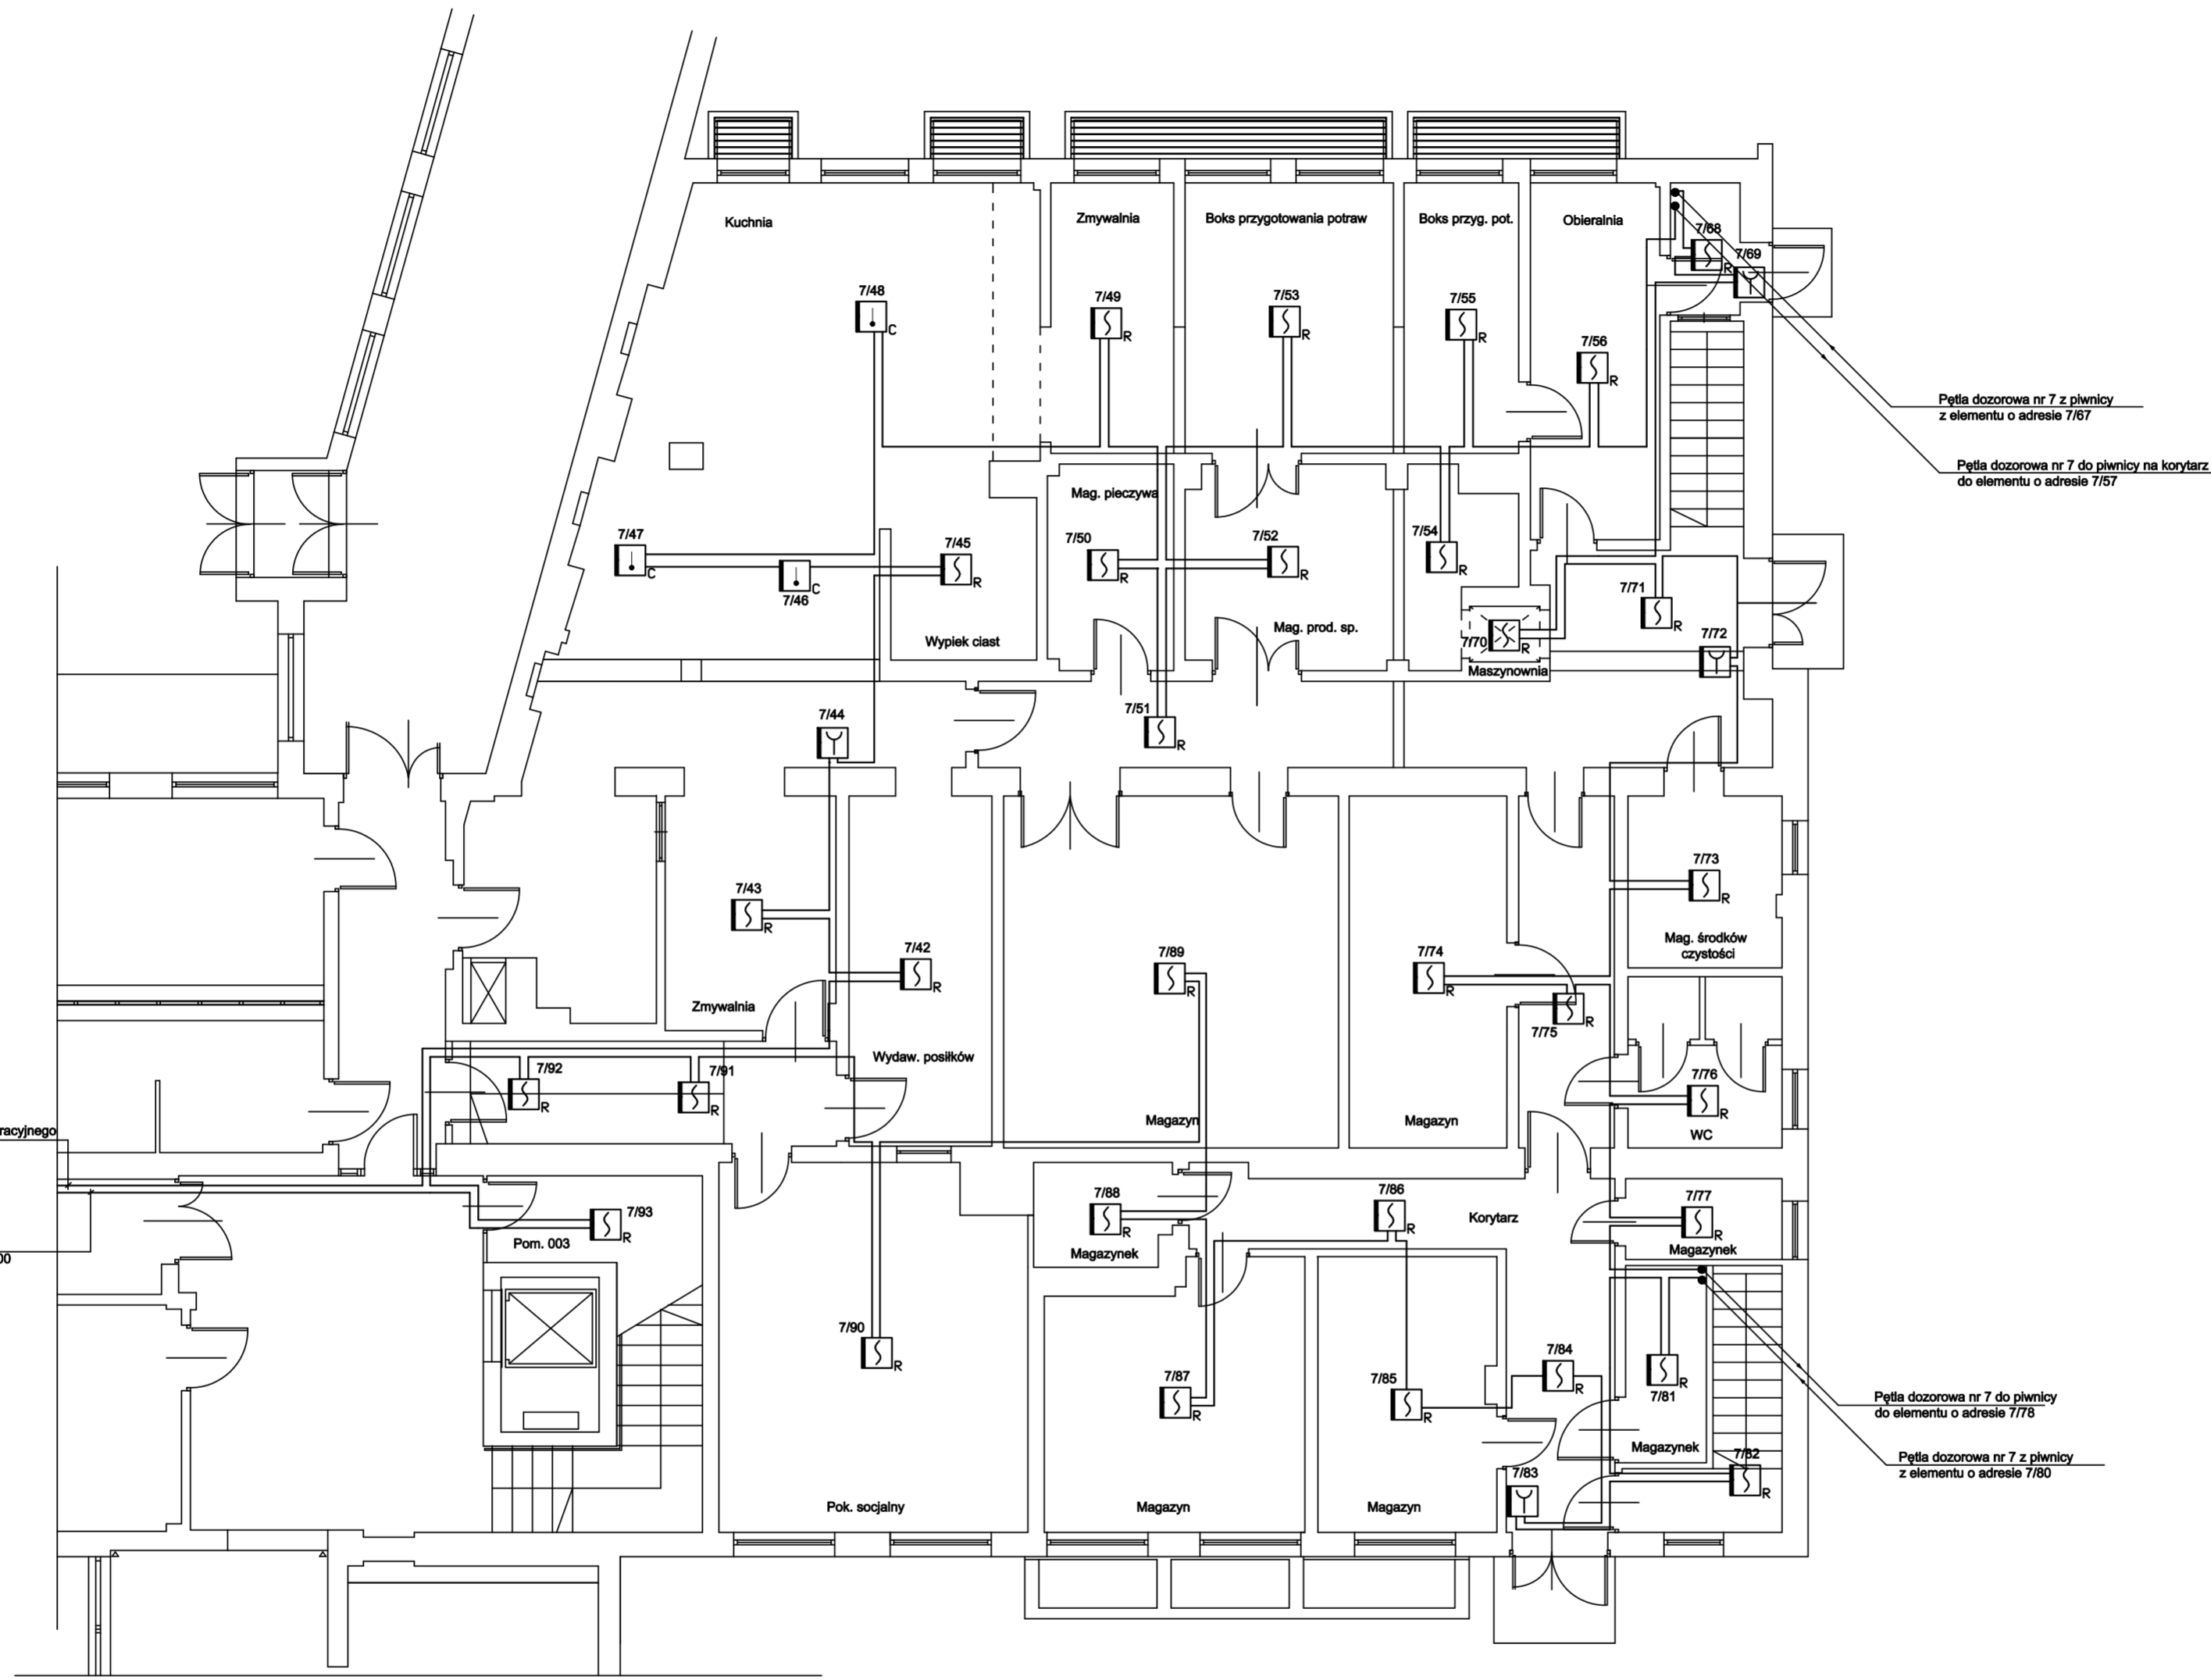 Kuchnia
Zmywalnia
Boks przygotowania potraw
Boks przyg. pot.
Obieralnia
7/68
R
7/69
7/48
C
7/49
R
7/53
R
7/55
R
7/56
R
Pętla dozorowa nr 7 z piwnicy
z elementu o adresie 7/67
Pętla dozorowa nr 7 do piwnicy na korytarz
do elementu o adresie 7/57
Mag. pieczywa
7/47
C
7/46
C
7/45
R
7/50
R
7/52
R
7/54
R
7/71
R
Wypiek ciast
Mag. prod. sp.
7/70
R
Maszynownia
7/72
7/44
7/51
R
7/43
R
7/42
R
7/89
R
7/74
R
7/75
R
7/73
R
Mag. środków
czystości
Zmywalnia
Wydaw. posiłków
7/92
R
7/91
R
Magazyn
Magazyn
7/76
R
WC
racyjnego
00
7/93
R
Pom. 003
7/88
R
Magazynek
7/86
R
Korytarz
7/77
R
Magazynek
7/90
R
7/87
R
7/85
R
7/84
R
7/81
R
Pętla dozorowa nr 7 do piwnicy
do elementu o adresie 7/78
Magazynek
7/82
R
Pętla dozorowa nr 7 z piwnicy
z elementu o adresie 7/80
7/83
Pok. socjalny
Magazyn
Magazyn